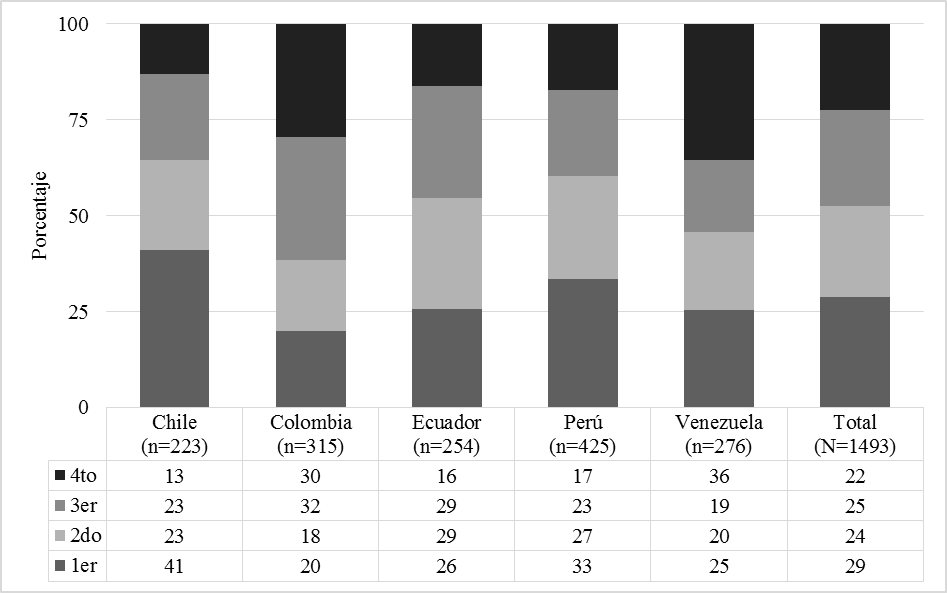 100
75
50
25
0
Porcentaje
Chile Colombia Ecuador Perú Venezuela Total
(n=223) (n=315) (n=254) (n=425) (n=276) (N=1493)
4to 13 30 16 17 36 22
3er 23 32 29 23 19 25
2do 23 18 29 27 20 24
1er 41 20 26 33 25 29